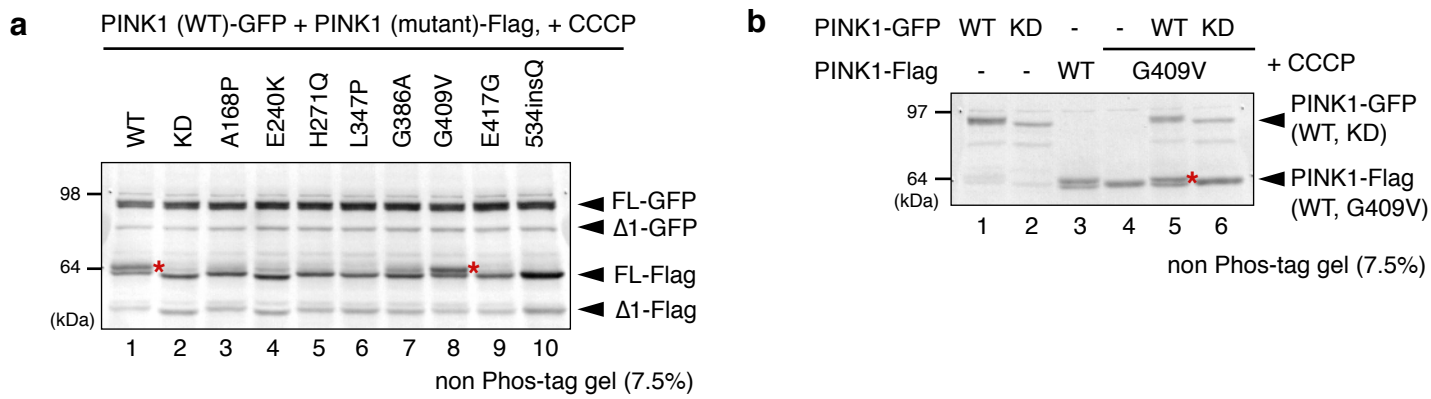 a
PINK1 (WT)-GFP + PINK1 (mutant)-Flag, + CCCP
WT KD A168P E240K H271Q L347P G386A G409V E417G 534insQ
98
64
(kDa)
* *
FL-GFP
Δ1-GFP
FL-Flag
Δ1-Flag
1 2 3 4 5 6 7 8 9 10
non Phos-tag gel (7.5%)
b
PINK1-GFP WT KD - - WT KD
PINK1-Flag - - WT G409V + CCCP
97
64
(kDa)
*
PINK1-GFP
(WT, KD)
PINK1-Flag
(WT, G409V)
1 2 3 4 5 6
non Phos-tag gel (7.5%)